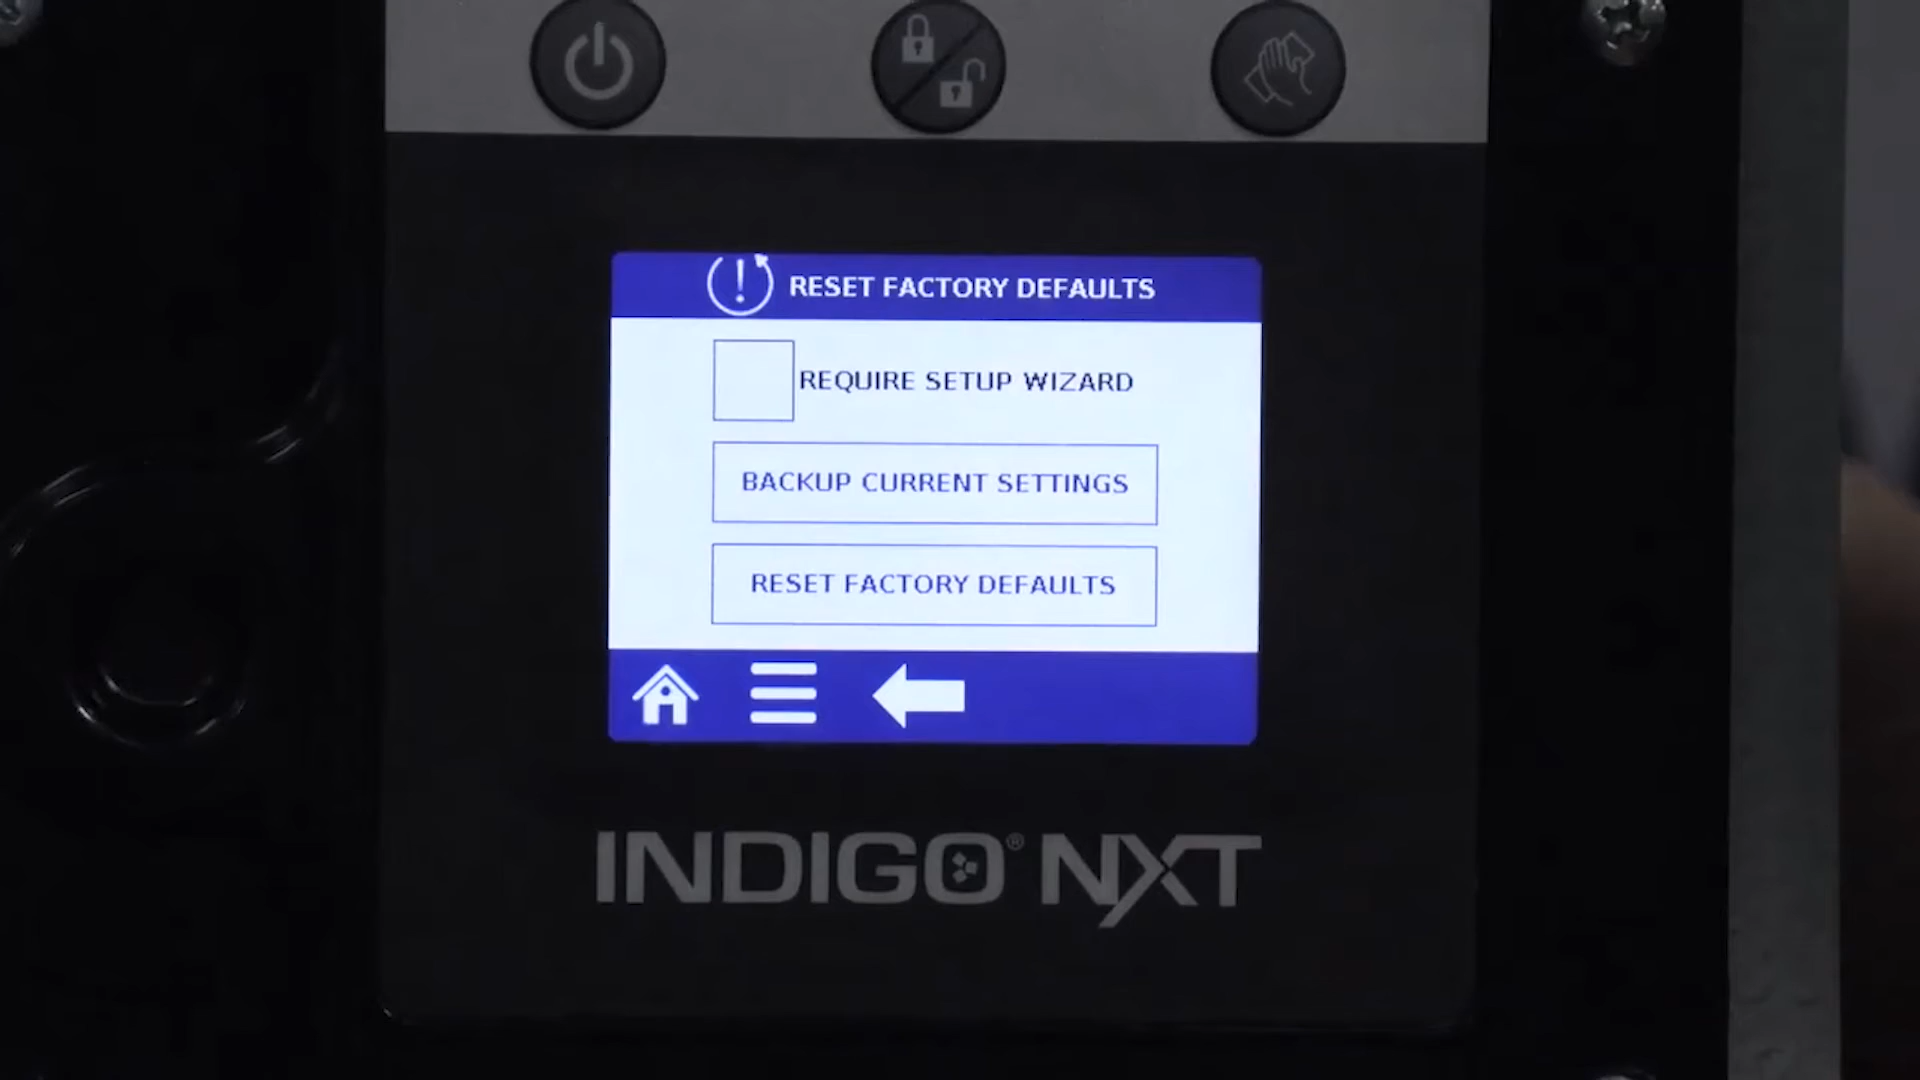 RESET FACTORY DEFAULTS
REQUIRE SETUP WIZARD
BACKUP CURRENT SETTINGS
RESET FACTORY DEFAULTS
INDIGO® NXT